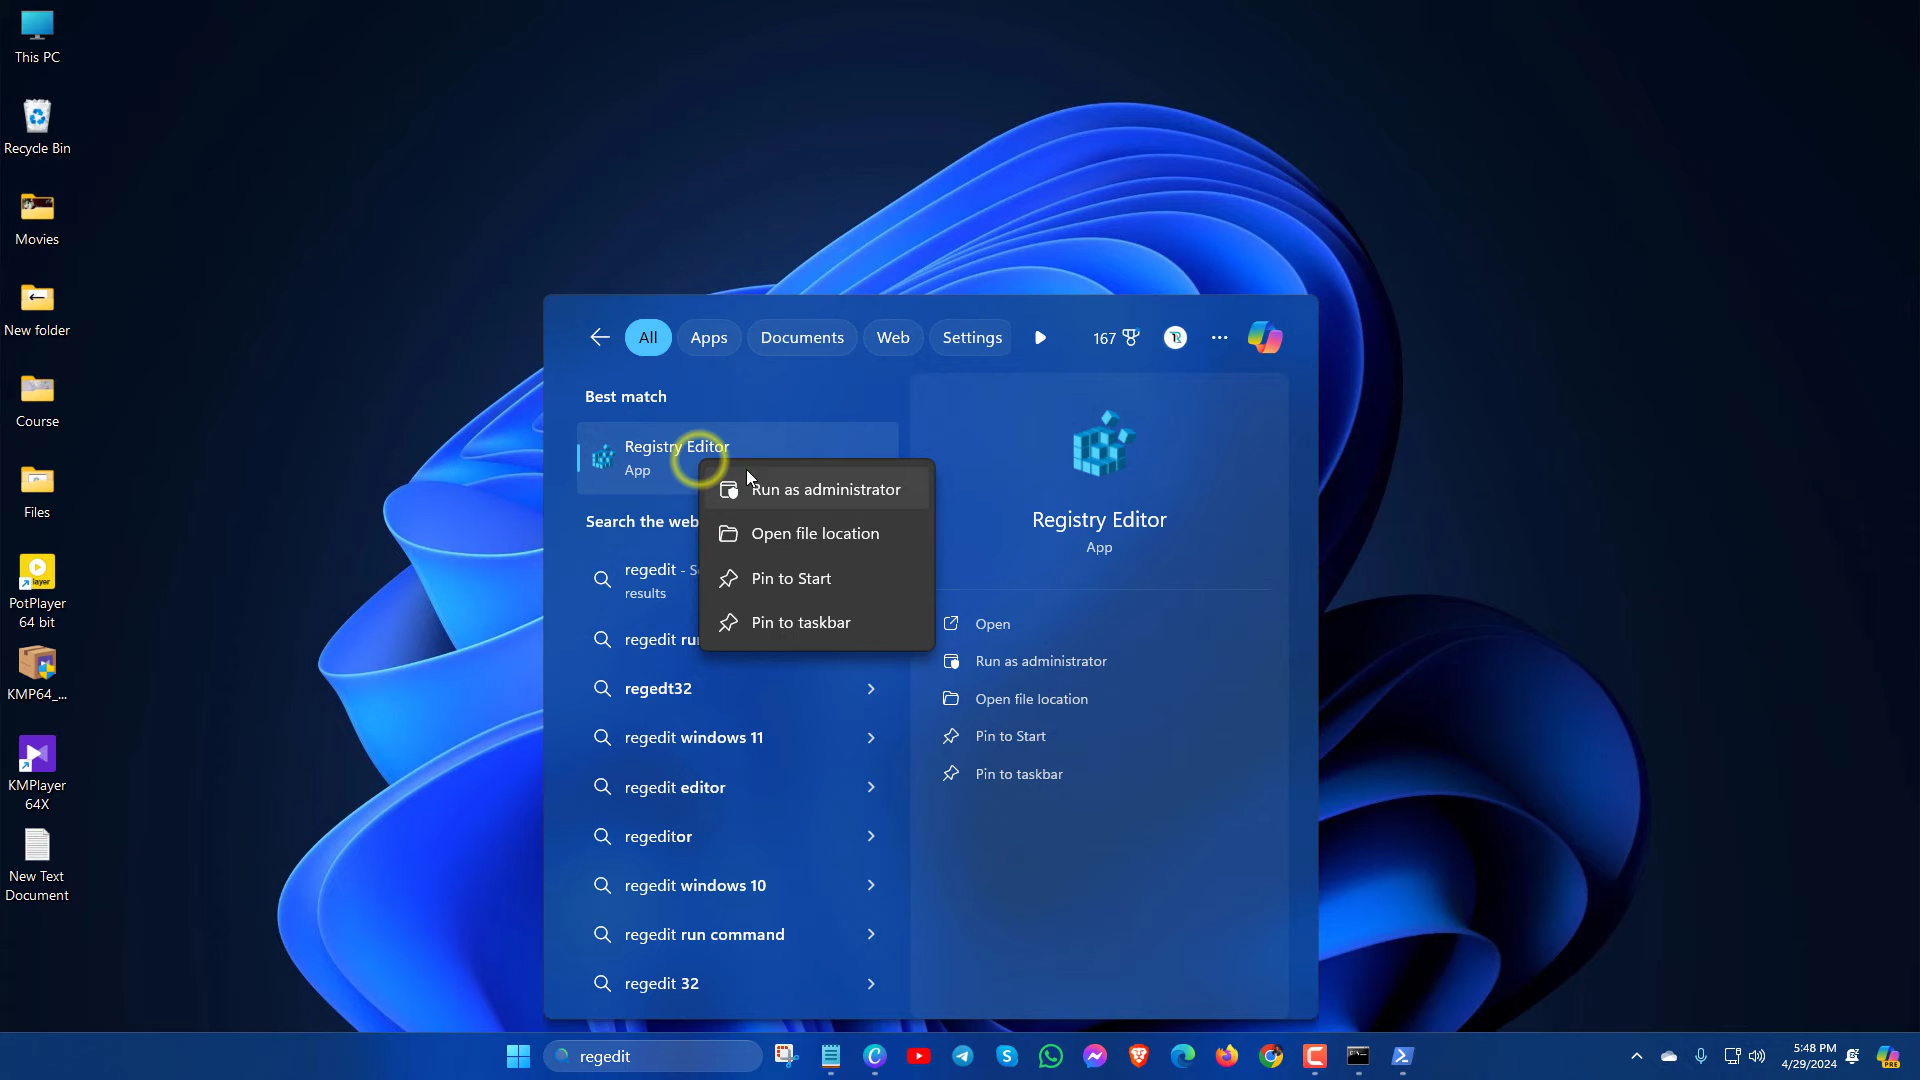 This PC
Recycle Bin
Movies
New folder
Course
Files
PotPlayer
64 bit
KMP64_...
KMPlayer
64X
New Text
Document
All
Apps
Documents
Web
Settings
167
Best match
Registry Editor
App
Search the web
regedit - S
results
regedit ru
regedt32
regedit windows 11
regedit editor
regeditor
regedit windows 10
regedit run command
regedit 32
Run as administrator
Open file location
Pin to Start
Pin to taskbar
Registry Editor
App
Open
Run as administrator
Open file location
Pin to Start
Pin to taskbar
regedit
5:48 PM
4/29/2024
PRE